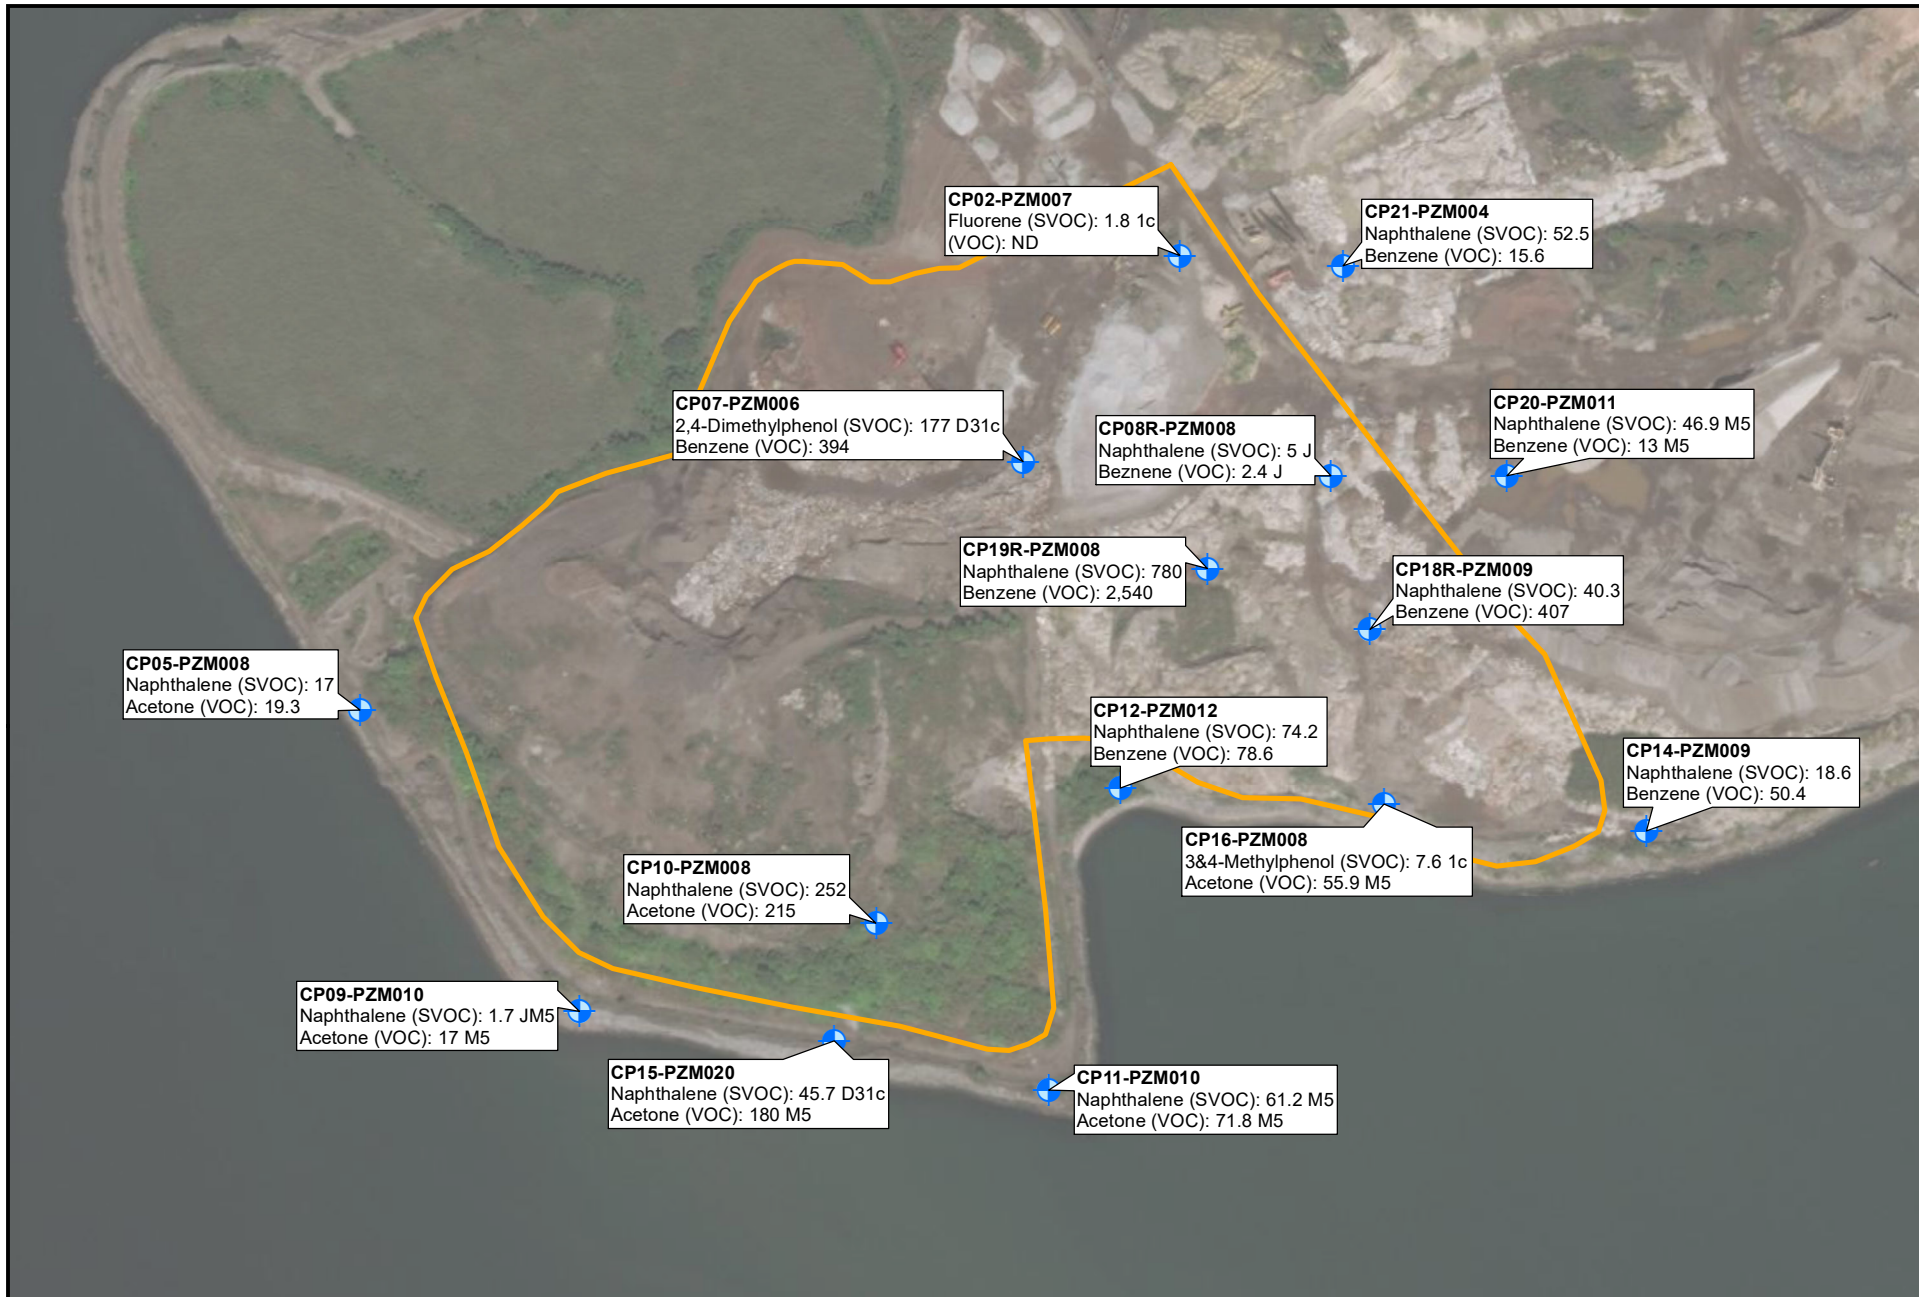 CP02-PZM007
Fluorene (SVOC): 1.8 1c
(VOC): ND
CP21-PZM004
Naphthalene (SVOC): 52.5
Benzene (VOC): 15.6
CP07-PZM006
2,4-Dimethylphenol (SVOC): 177 D31c
Benzene (VOC): 394
CP08R-PZM008
Naphthalene (SVOC): 5 J
Beznene (VOC): 2.4 J
CP20-PZM011
Naphthalene (SVOC): 46.9 M5
Benzene (VOC): 13 M5
CP19R-PZM008
Naphthalene (SVOC): 780
Benzene (VOC): 2,540
CP18R-PZM009
Naphthalene (SVOC): 40.3
Benzene (VOC): 407
CP05-PZM008
Naphthalene (SVOC): 17
Acetone (VOC): 19.3
CP12-PZM012
Naphthalene (SVOC): 74.2
Benzene (VOC): 78.6
CP14-PZM009
Naphthalene (SVOC): 18.6
Benzene (VOC): 50.4
CP16-PZM008
3&4-Methylphenol (SVOC): 7.6 1c
Acetone (VOC): 55.9 M5
CP10-PZM008
Naphthalene (SVOC): 252
Acetone (VOC): 215
CP09-PZM010
Naphthalene (SVOC): 1.7 JM5
Acetone (VOC): 17 M5
CP15-PZM020
Naphthalene (SVOC): 45.7 D31c
Acetone (VOC): 180 M5
CP11-PZM010
Naphthalene (SVOC): 61.2 M5
Acetone (VOC): 71.8 M5